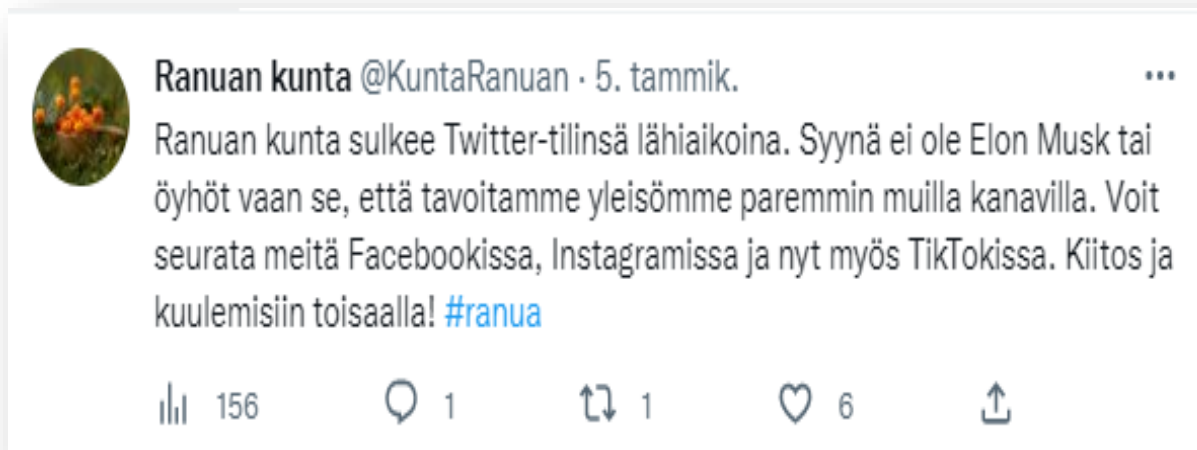 Ranuan kunta @KuntaRanuan · 5. tammik.
Ranuan kunta sulkee Twitter-tilinsä lähiaikoina. Syynä ei ole Elon Musk tai
öyhöt vaan se, että tavoitamme yleisömme paremmin muilla kanavilla. Voit
seurata meitä Facebookissa, Instagramissa ja nyt myös TikTokissa. Kiitos ja
kuulemisiin toisaalla! #ranua
156 1 1 6